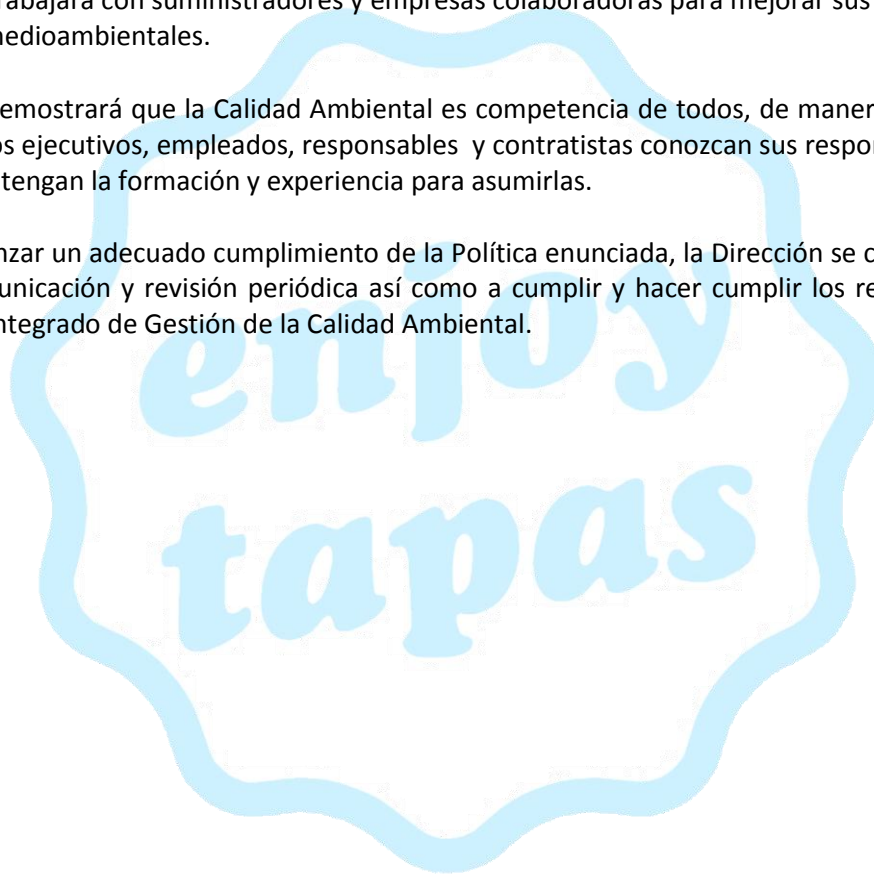 rabajará con suministradores y empresas colaboradoras para mejorar sus
medioambientales.
emostrará que la Calidad Ambiental es competencia de todos, de maner
os ejecutivos, empleados, responsables y contratistas conozcan sus respon
tengan la formación y experiencia para asumirlas.
nzar un adecuado cumplimiento de la Política enunciada, la Dirección se c
unicación y revisión periódica así como a cumplir y hacer cumplir los re
ntegrado de Gestión de la Calidad Ambiental.
enjoy
tapas